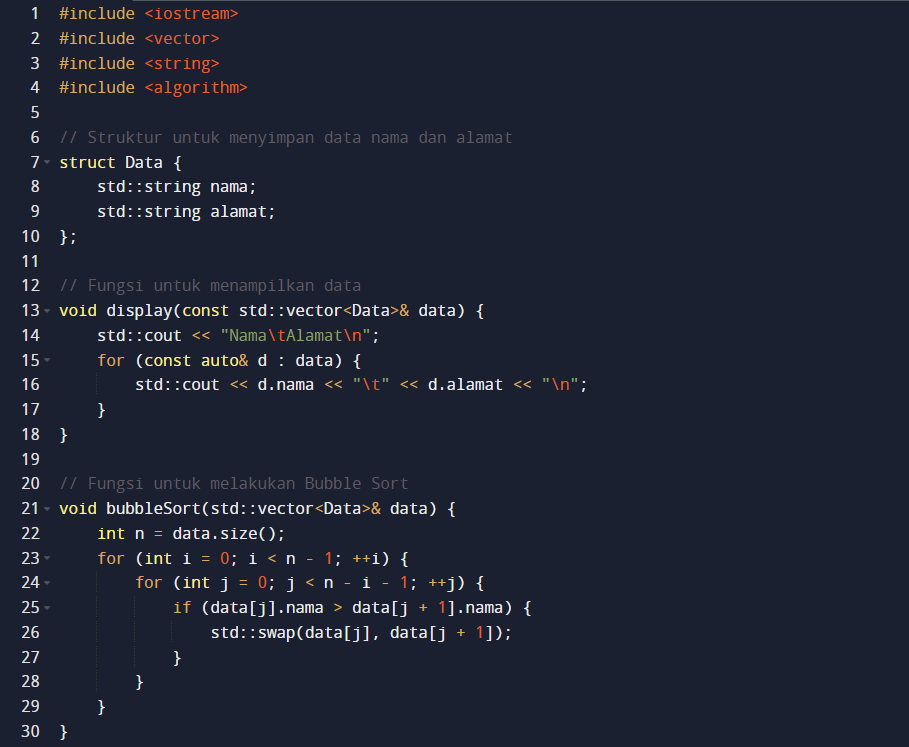 1 #include <iostream>
2 #include <vector>
3 #include <string>
4 #include <algorithm>
5
6 // Struktur untuk menyimpan data nama dan alamat
7 struct Data {
8     std::string nama;
9     std::string alamat;
10 };
11
12 // Fungsi untuk menampilkan data
13 void display(const std::vector<Data>& data) {
14     std::cout << "Nama\tAlamat\n";
15     for (const auto& d : data) {
16         std::cout << d.nama << "\t" << d.alamat << "\n";
17     }
18 }
19
20 // Fungsi untuk melakukan Bubble Sort
21 void bubbleSort(std::vector<Data>& data) {
22     int n = data.size();
23     for (int i = 0; i < n - 1; ++i) {
24         for (int j = 0; j < n - i - 1; ++j) {
25             if (data[j].nama > data[j + 1].nama) {
26                 std::swap(data[j], data[j + 1]);
27             }
28         }
29     }
30 }